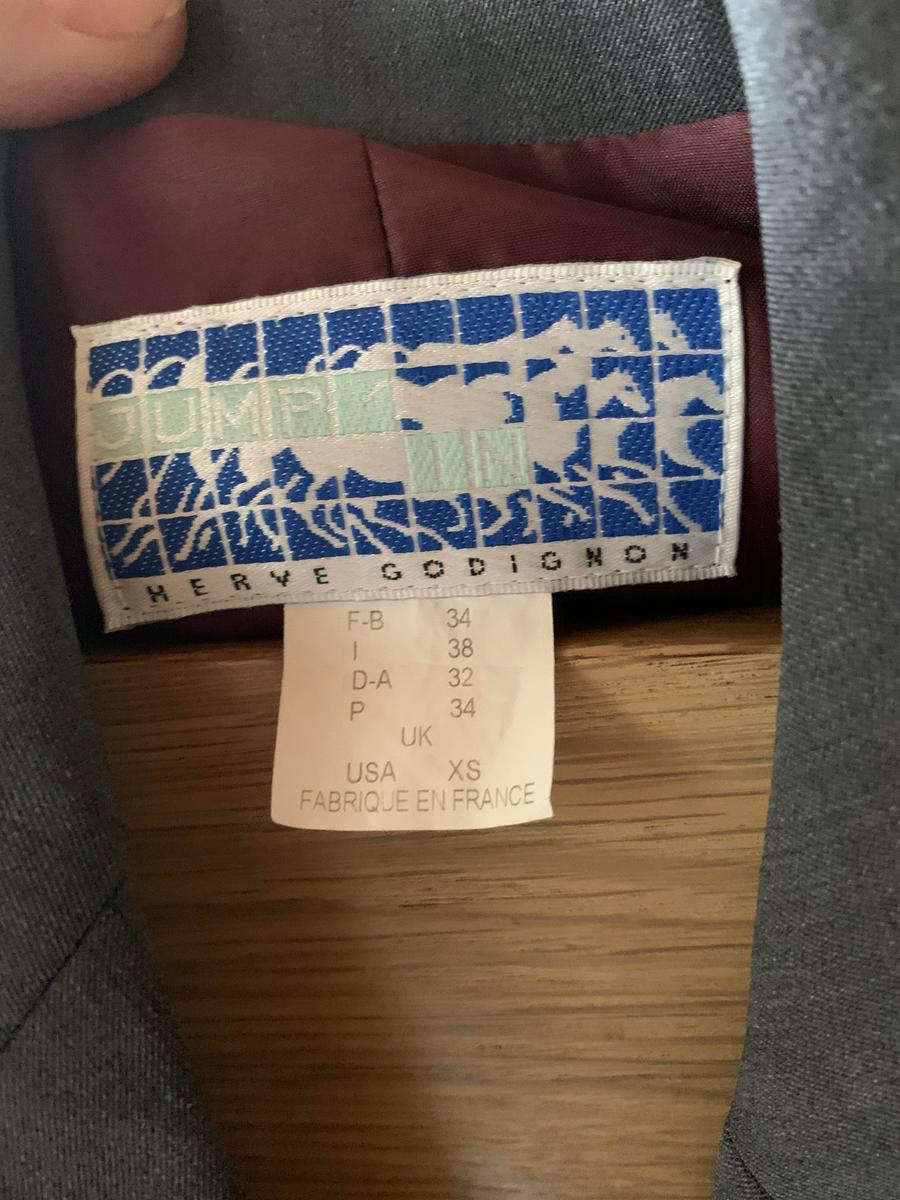 JUMP
IN
HERVE GODIGNON
F-B 34
I 38
D-A 32
P 34
UK
USA XS
FABRIQUE EN FRANCE